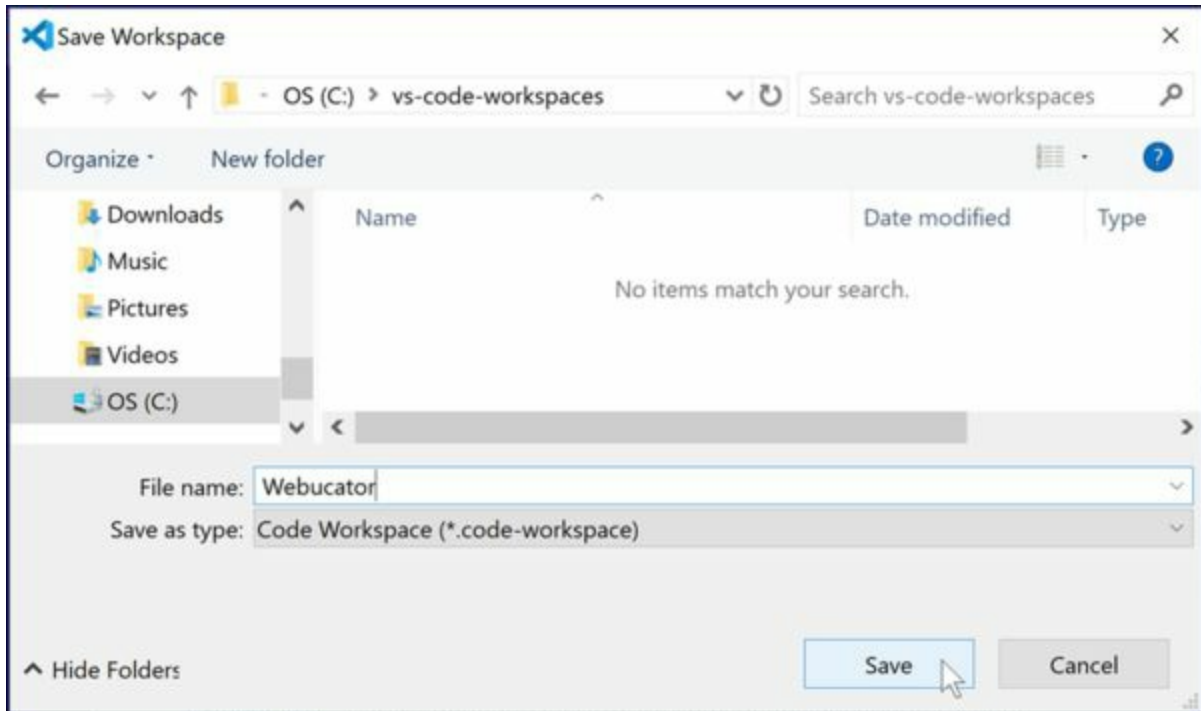 Save Workspace
OS (C:) > vs-code-workspaces Search vs-code-workspaces
Organize New folder ?
Downloads
Music
Pictures
Videos
OS (C:)
Name Date modified Type
No items match your search.
File name: Webucator
Save as type: Code Workspace (*.code-workspace)
Hide Folders
Save Cancel